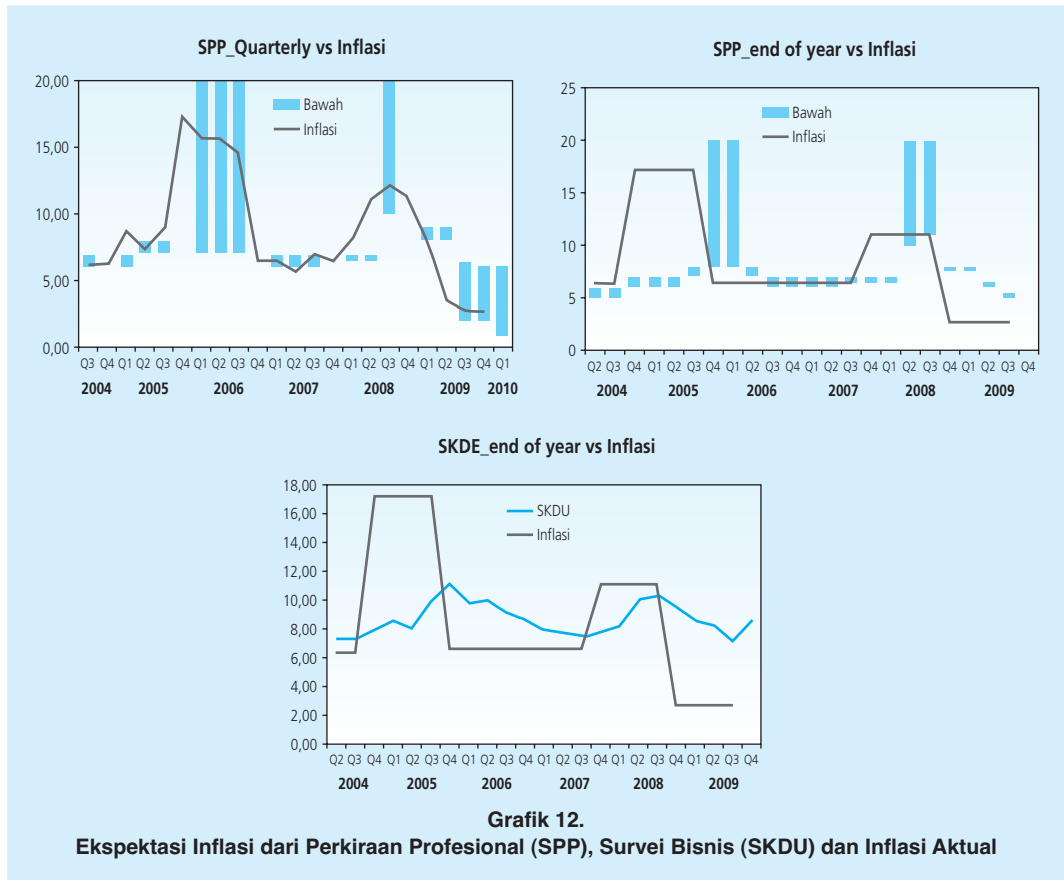 SPP_Quarterly vs Inflasi
20,00
15,00
10,00
5,00
0,00
Bawah
Inflasi
Q3 Q4 Q1 Q2 Q3 Q4 Q1 Q2 Q3 Q4 Q1 Q2 Q3 Q4 Q1 Q2 Q3 Q4 Q1 Q2 Q3 Q4 Q1
2004 2005 2006 2007 2008 2009 2010
SPP_end of year vs Inflasi
25
20
15
10
5
0
Bawah
Inflasi
Q2 Q3 Q4 Q1 Q2 Q3 Q4 Q1 Q2 Q3 Q4 Q1 Q2 Q3 Q4 Q1 Q2 Q3 Q4 Q1 Q2 Q3 Q4
2004 2005 2006 2007 2008 2009
SKDE_end of year vs Inflasi
18,00
16,00
14,00
12,00
10,00
8,00
6,00
4,00
2,00
0,00
SKDU
Inflasi
Q2 Q3 Q4 Q1 Q2 Q3 Q4 Q1 Q2 Q3 Q4 Q1 Q2 Q3 Q4 Q1 Q2 Q3 Q4 Q1 Q2 Q3 Q4
2004 2005 2006 2007 2008 2009
Grafik 12.
Ekspektasi Inflasi dari Perkiraan Profesional (SPP), Survei Bisnis (SKDU) dan Inflasi Aktual